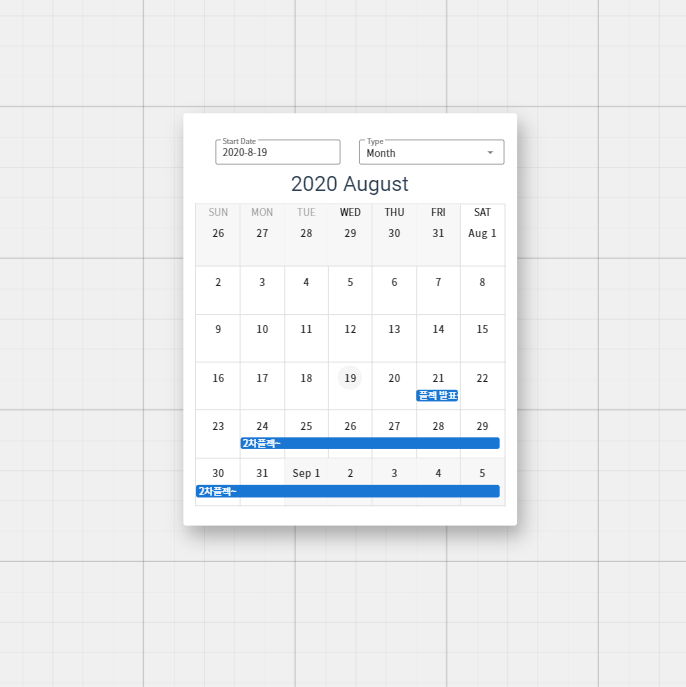 Start Date
2020-8-19
Type
Month
2020 August
SUN MON TUE WED THU FRI SAT
26 27 28 29 30 31 Aug 1
2 3 4 5 6 7 8
9 10 11 12 13 14 15
16 17 18 19 20 21 22
플젝 발표
23 24 25 26 27 28 29
2차플젝~
30 31 Sep 1 2 3 4 5
2차플젝~